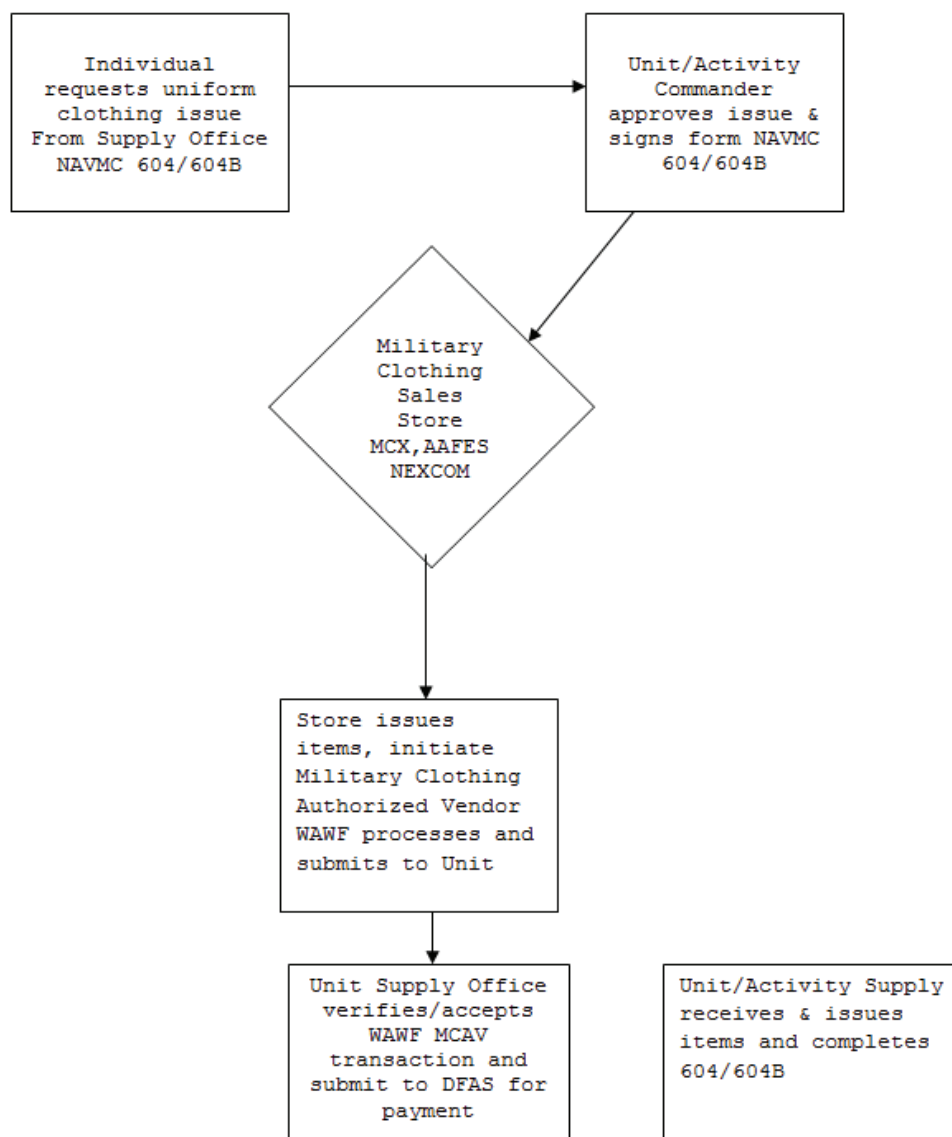 Individual
requests uniform
clothing issue
From Supply Office
NAVMC 604/604B
Unit/Activity
Commander
approves issue &
signs form NAVMC
604/604B
Military
Clothing
Sales
Store
MCX,AAFES
NEXCOM
Store issues
items, initiate
Military Clothing
Authorized Vendor
WAWF processes and
submits to Unit
Unit Supply Office
verifies/accepts
WAWF MCAV
transaction and
submit to DFAS for
payment
Unit/Activity Supply
receives & issues
items and completes
604/604B